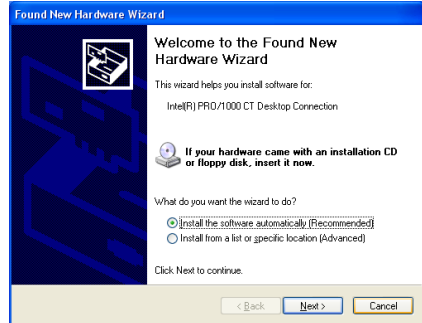 Found New Hardware Wizard
Welcome to the Found New
Hardware Wizard
This wizard helps you install software for:
Intel(R) PRO/1000 CT Desktop Connection
If your hardware came with an installation CD
or floppy disk, insert it now.
What do you want the wizard to do?
Install the software automatically (Recommended)
Install from a list or specific location (Advanced)
Click Next to continue.
< Back
Next >
Cancel